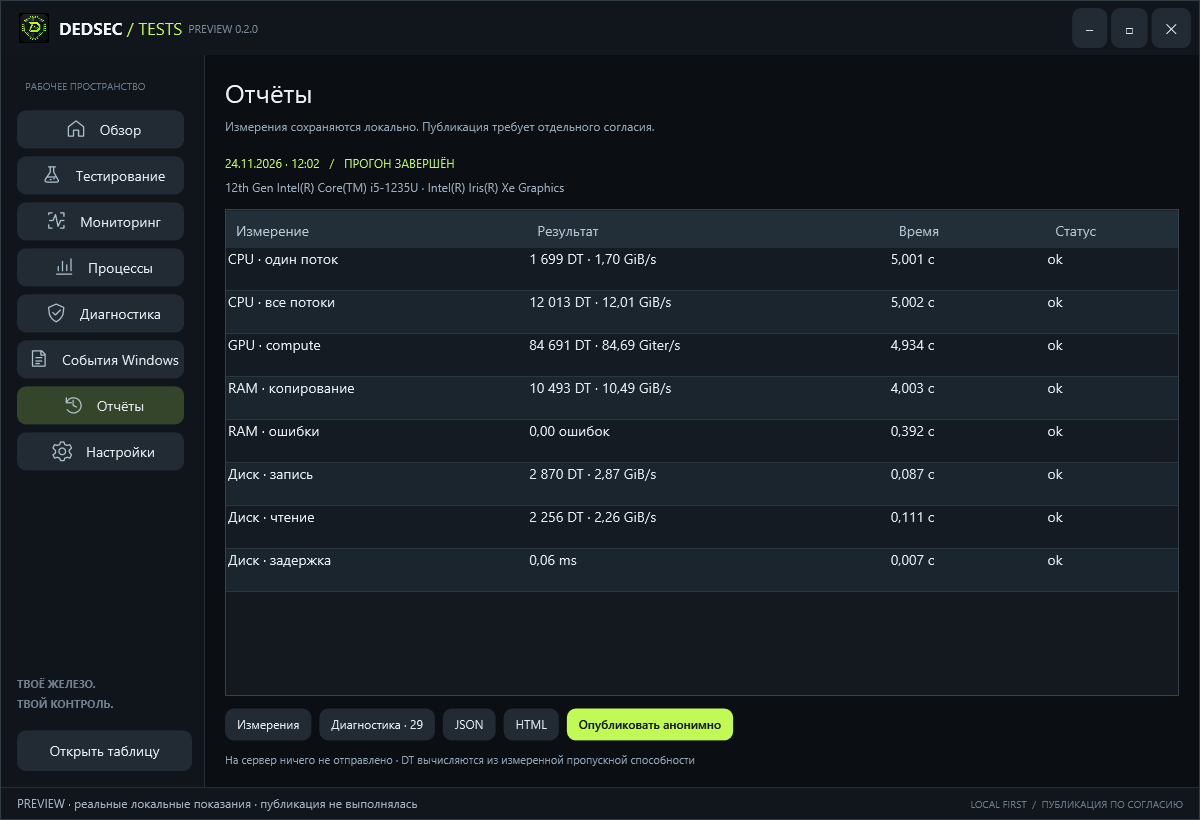 DEDSEC / TESTS PREVIEW 0.2.0
РАБОЧЕЕ ПРОСТРАНСТВО
Обзор
Тестирование
Мониторинг
Процессы
Диагностика
События Windows
Отчёты
Настройки
ТВОЁ ЖЕЛЕЗО.
ТВОЙ КОНТРОЛЬ.
Открыть таблицу
Отчёты
Измерения сохраняются локально. Публикация требует отдельного согласия.
24.11.2026 · 12:02 / ПРОГОН ЗАВЕРШЁН
12th Gen Intel(R) Core(TM) i5-1235U · Intel(R) Iris(R) Xe Graphics
Измерение Результат Время Статус
CPU · один поток 1 699 DT · 1,70 GiB/s 5,001 с ok
CPU · все потоки 12 013 DT · 12,01 GiB/s 5,002 с ok
GPU · compute 84 691 DT · 84,69 Giter/s 4,934 с ok
RAM · копирование 10 493 DT · 10,49 GiB/s 4,003 с ok
RAM · ошибки 0,00 ошибок 0,392 с ok
Диск · запись 2 870 DT · 2,87 GiB/s 0,087 с ok
Диск · чтение 2 256 DT · 2,26 GiB/s 0,111 с ok
Диск · задержка 0,06 ms 0,007 с ok
Измерения Диагностика · 29 JSON HTML Опубликовать анонимно
На сервер ничего не отправлено · DT вычисляются из измеренной пропускной способности
PREVIEW · реальные локальные показания · публикация не выполнялась
LOCAL FIRST / ПУБЛИКАЦИЯ ПО СОГЛАСИЮ